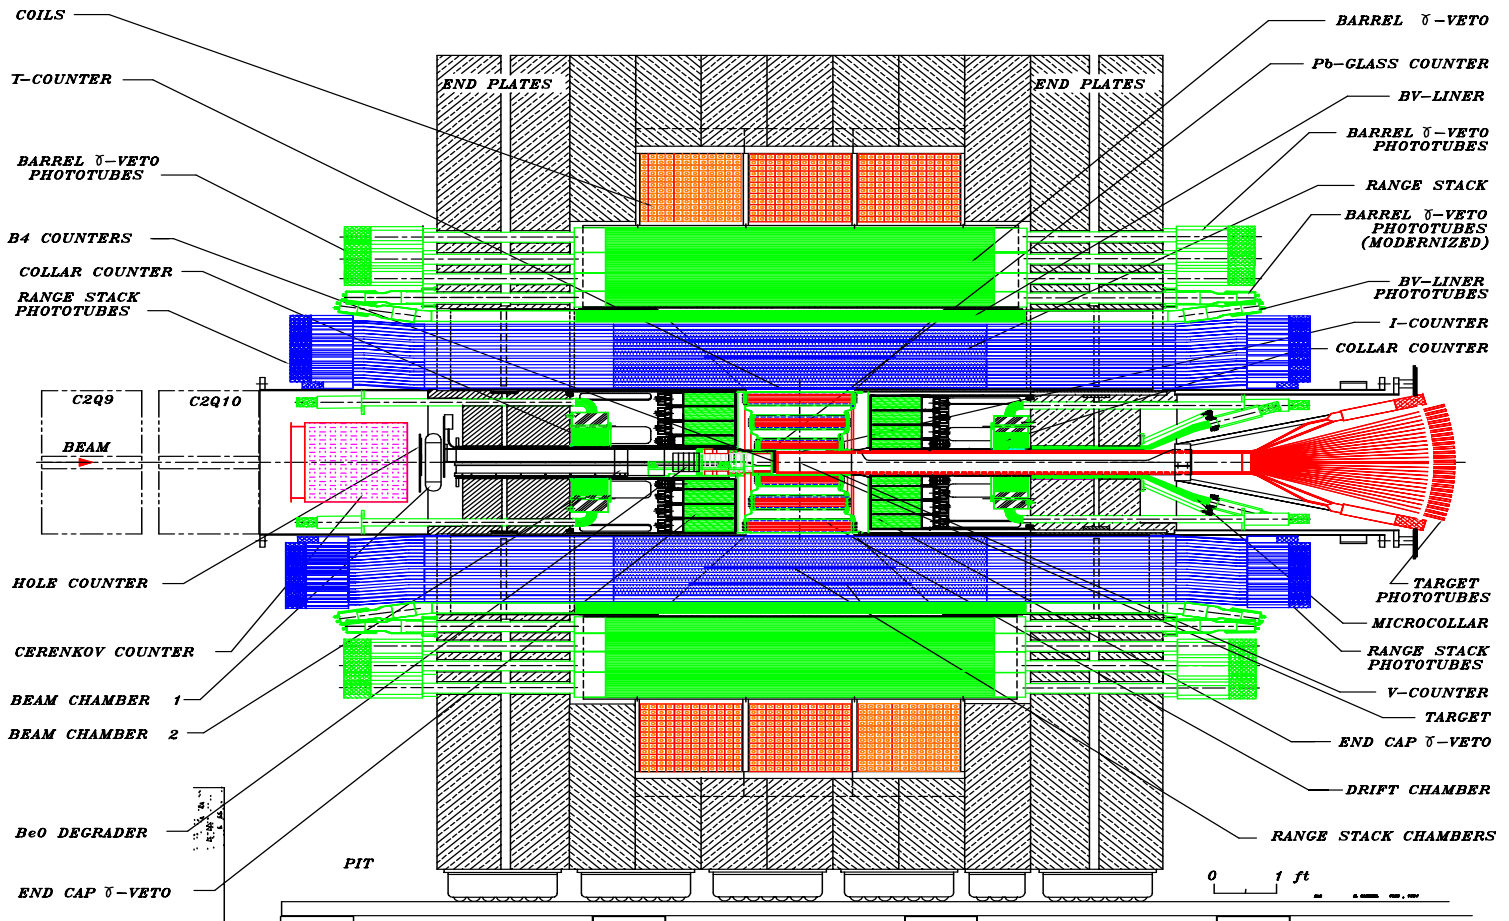 COILS
T-COUNTER
BARREL ϒ-VETO
PHOTOTUBES
B4 COUNTERS
COLLAR COUNTER
RANGE STACK
PHOTOTUBES
C2Q9
C2Q10
BEAM
HOLE COUNTER
CERENKOV COUNTER
BEAM CHAMBER 1
BEAM CHAMBER 2
BeO DEGRADER
END CAP ϒ-VETO
PIT
END PLATES
END PLATES
BARREL ϒ-VETO
Pb-GLASS COUNTER
BV-LINER
BARREL ϒ-VETO
PHOTOTUBES
RANGE STACK
BARREL ϒ-VETO
PHOTOTUBES
(MODERNIZED)
BV-LINER
PHOTOTUBES
I-COUNTER
COLLAR COUNTER
TARGET
PHOTOTUBES
MICROCOLLAR
RANGE STACK
PHOTOTUBES
V-COUNTER
TARGET
END CAP ϒ-VETO
DRIFT CHAMBER
RANGE STACK CHAMBERS
0 1 ft